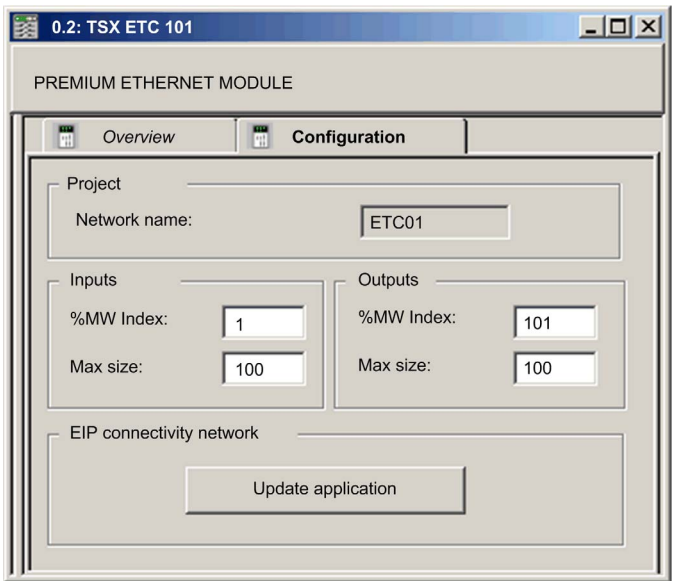 0.2: TSX ETC 101
PREMIUM ETHERNET MODULE
Overview
Configuration
Project
Network name:
ETC01
Inputs
%MW Index:
1
Max size:
100
Outputs
%MW Index:
101
Max size:
100
EIP connectivity network
Update application